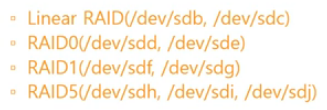 ▫ Linear RAID(/dev/sdb, /dev/sdc)
▫ RAID0(/dev/sdd, /dev/sde)
▫ RAID1(/dev/sdf, /dev/sdg)
▫ RAID5(/dev/sdh, /dev/sdi, /dev/sdj)